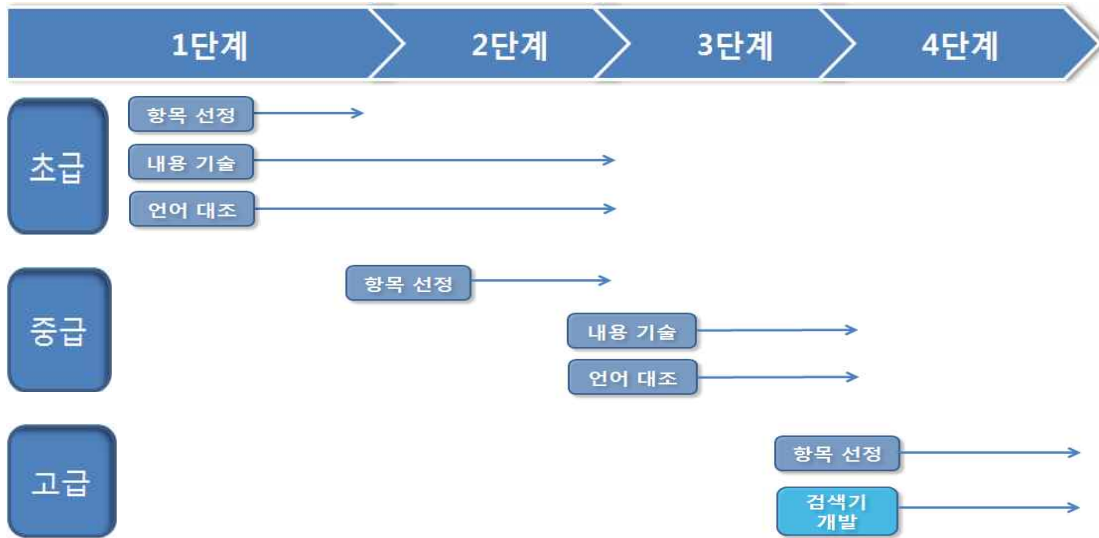 1단계
2단계
3단계
4단계
초급
항목 선정
내용 기술
언어 대조
중급
항목 선정
내용 기술
언어 대조
고급
항목 선정
검색기
개발